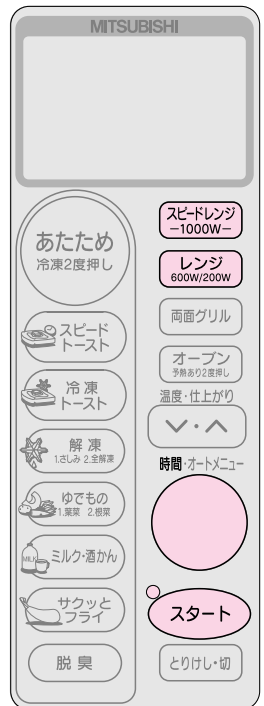 MITSUBISHI
あたため
冷凍2度押し
スピード
トースト
冷凍
トースト
解凍
1.さしみ 2.全解凍
ゆでもの
1.葉菜 2.根菜
MILK
ミルク・酒かん
サクッと
フライ
脱臭
スピードレンジ
−1000W−
レンジ
600W/200W
両面グリル
オーブン
予熱あり2度押し
温度・仕上がり
時間・オートメニュー
スタート
とりけし・切